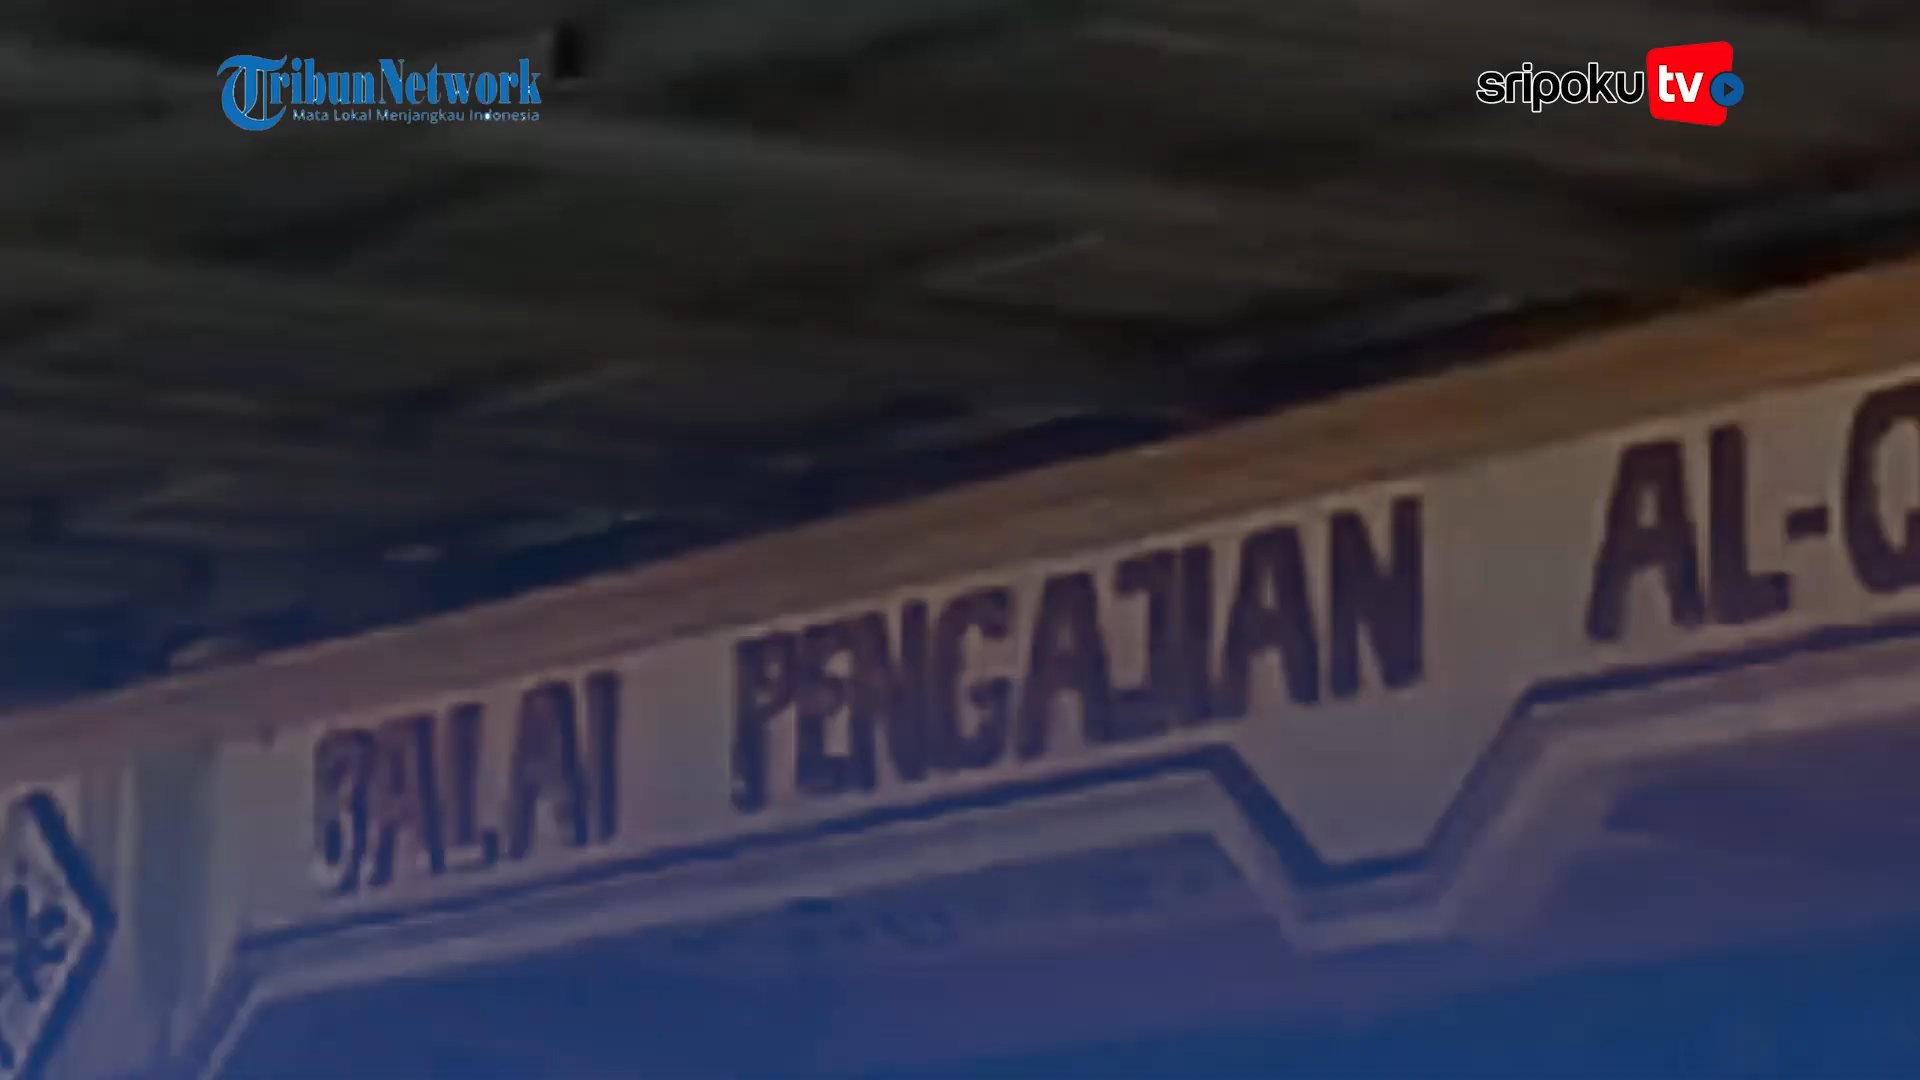 TribunNetwork
Mata Lokal Menjangkau Indonesia
sripoku tv
BALAI PENGAJIAN AL-Q